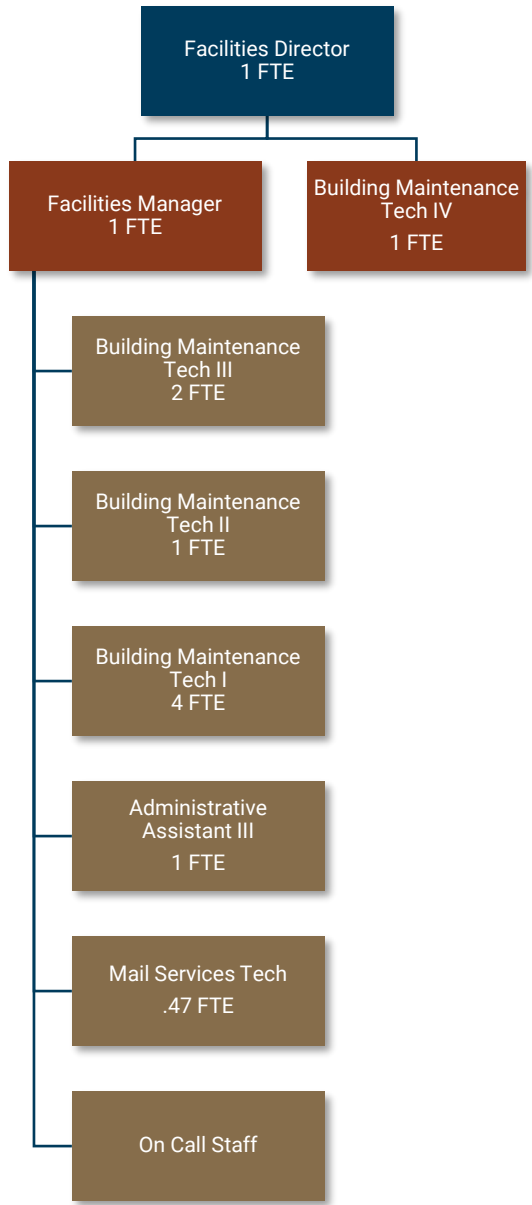 Facilities Director
1 FTE
Facilities Manager
1 FTE
Building Maintenance
Tech IV
1 FTE
Building Maintenance
Tech III
2 FTE
Building Maintenance
Tech II
1 FTE
Building Maintenance
Tech I
4 FTE
Administrative
Assistant III
1 FTE
Mail Services Tech
.47 FTE
On Call Staff